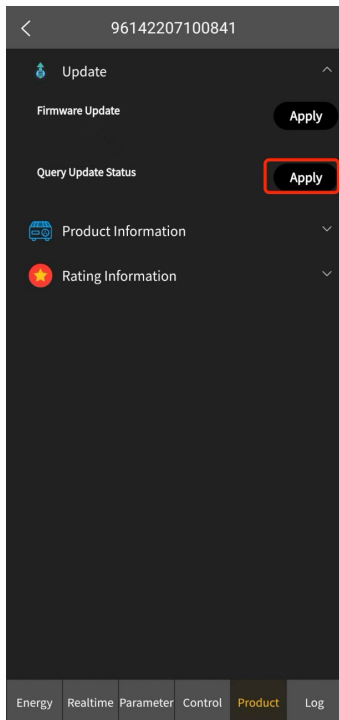 96142207100841
Update
Firmware Update
Apply
Query Update Status
Apply
Product Information
Rating Information
Energy Realtime Parameter Control Product Log